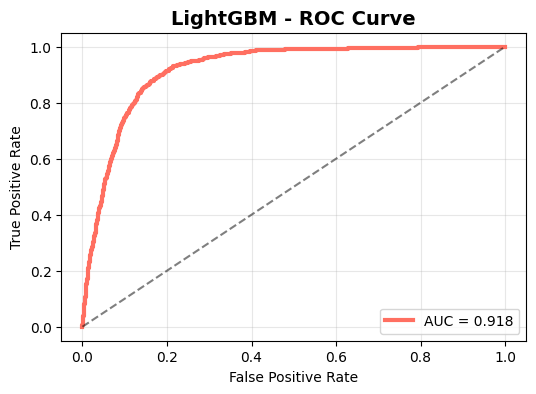 LightGBM - ROC Curve
True Positive Rate
1.0
0.8
0.6
0.4
0.2
0.0
AUC = 0.918
0.0 0.2 0.4 0.6 0.8 1.0
False Positive Rate